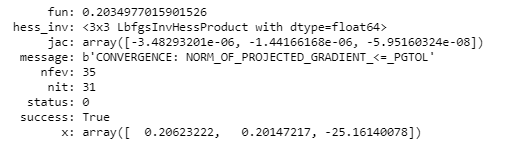 fun: 0.2034977015901526
hess_inv: <3x3 LbfgsInvHessProduct with dtype=float64>
jac: array([-3.48293201e-06, -1.44166168e-06, -5.95160324e-08])
message: b'CONVERGENCE: NORM_OF_PROJECTED_GRADIENT_<=_PGTOL'
nfev: 35
nit: 31
status: 0
success: True
x: array([  0.20623222,   0.20147217, -25.16140078])